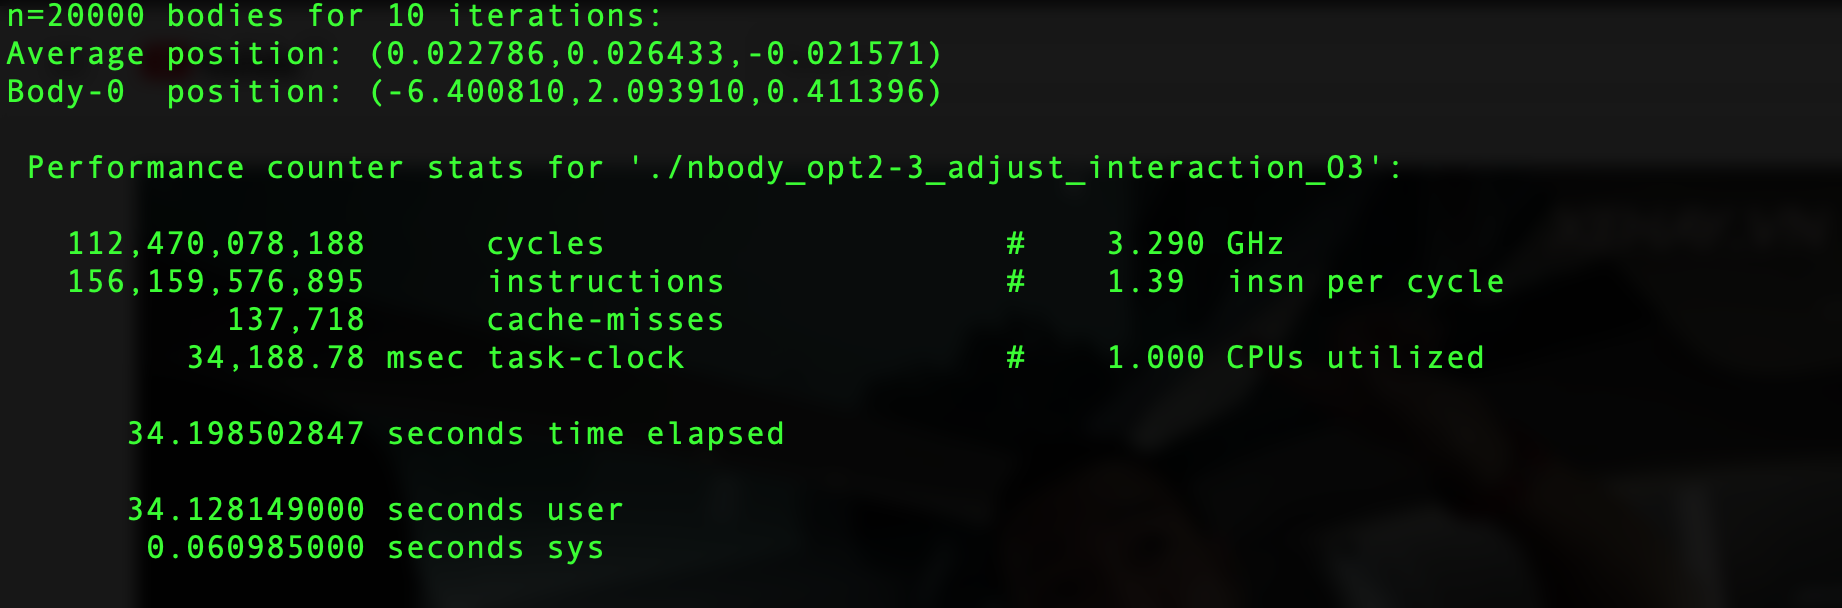 n=20000 bodies for 10 iterations:
Average position: (0.022786,0.026433,-0.021571)
Body-0  position: (-6.400810,2.093910,0.411396)
Performance counter stats for './nbody_opt2-3_adjust_interaction_O3':
112,470,078,188      cycles                    #    3.290 GHz
156,159,576,895      instructions              #    1.39  insn per cycle
137,718      cache-misses
34,188.78 msec task-clock                #    1.000 CPUs utilized
34.198502847 seconds time elapsed
34.128149000 seconds user
0.060985000 seconds sys